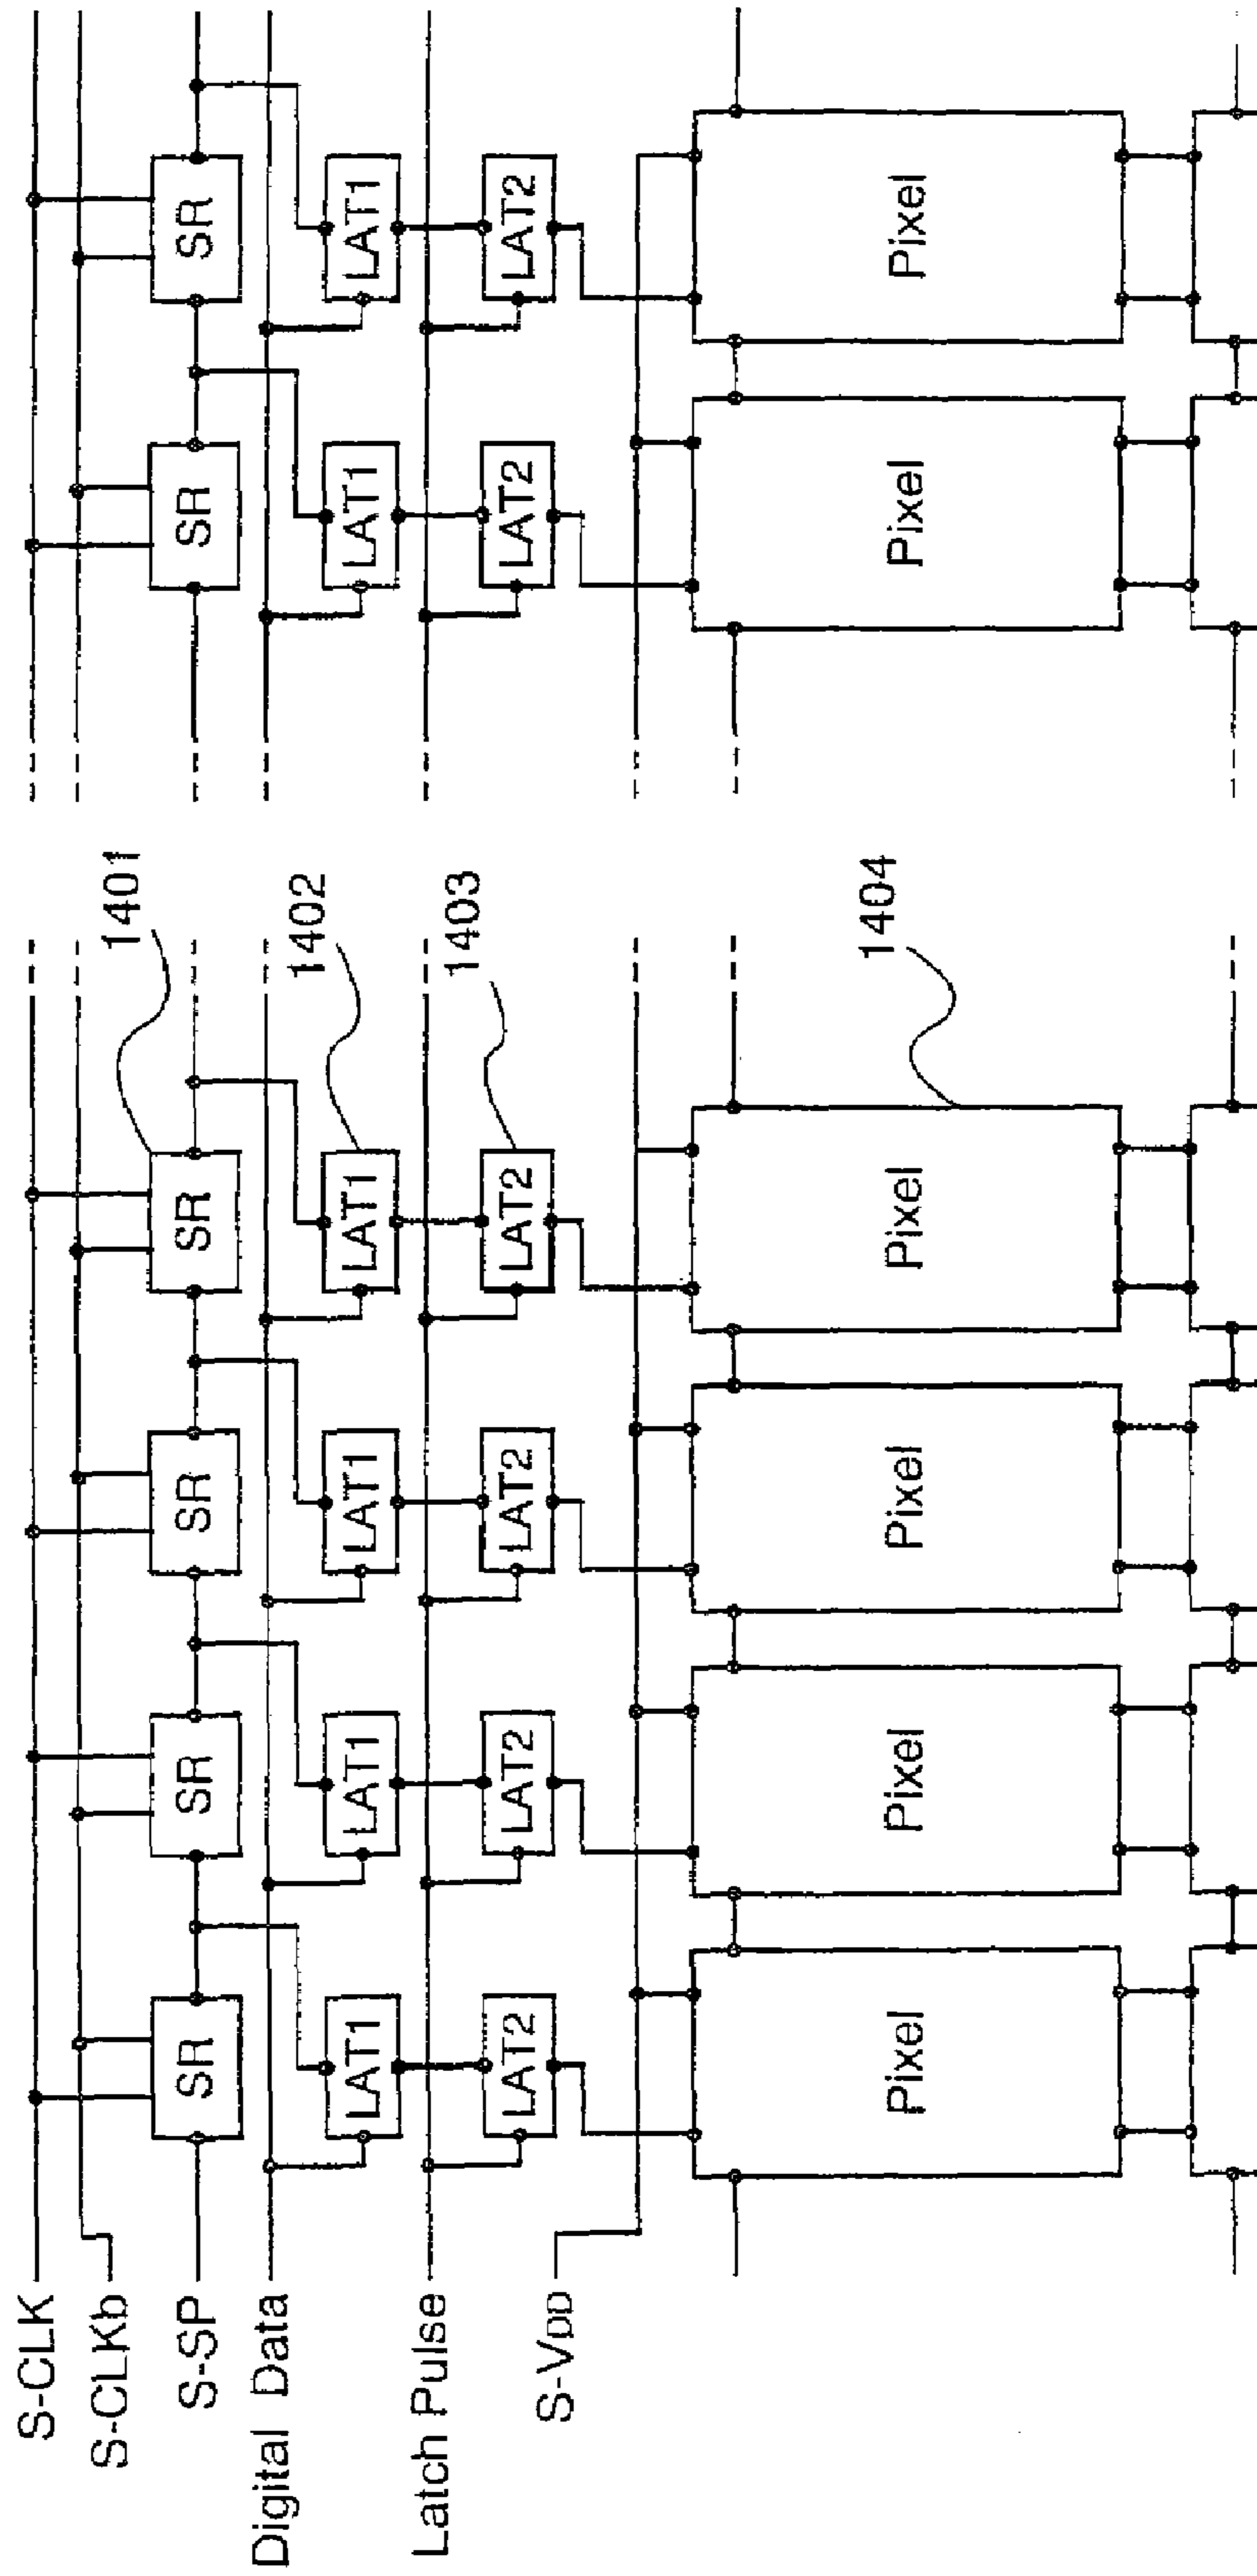 S-CLK
S-CLKb
S-SP
Digital Data
Latch Pulse
S-VDD
1401
1402
1403
1404
SR SR SR SR SR SR
LAT1 LAT1 LAT1 LAT1 LAT1 LAT1
LAT2 LAT2 LAT2 LAT2 LAT2 LAT2
Pixel Pixel Pixel Pixel Pixel Pixel